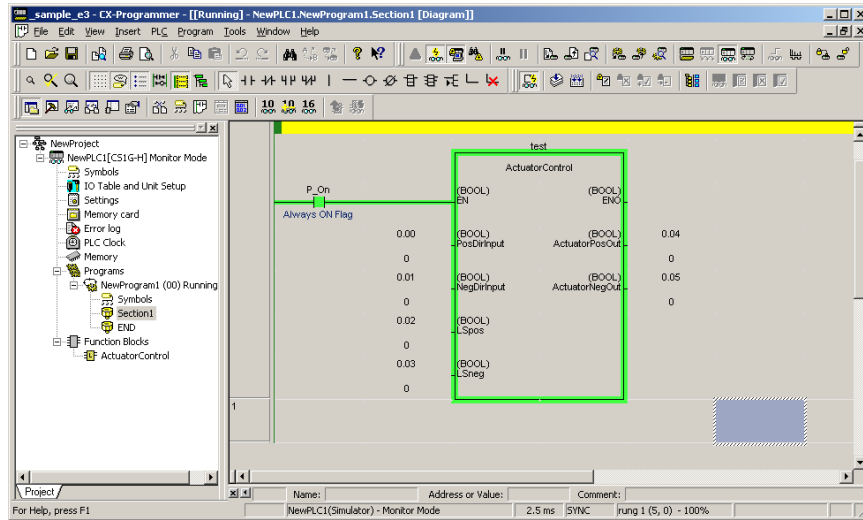 _sample_e3 - CX-Programmer - [[Running] - NewPLC1.NewProgram1.Section1 [Diagram]]
File Edit View Insert PLC Program Tools Window Help
10 10 16
NewProject
NewPLC1[CS1G-H] Monitor Mode
Symbols
IO Table and Unit Setup
Settings
Memory card
Error log
PLC Clock
Memory
Programs
NewProgram1 (00) Running
Symbols
Section1
END
Function Blocks
ActuatorControl
Project
test
ActuatorControl
P_On
Always ON Flag
(BOOL) (BOOL)
EN ENO
0.00 (BOOL) (BOOL) 0.04
PosDirInput ActuatorPosOut
0 0
0.01 (BOOL) (BOOL) 0.05
NegDirInput ActuatorNegOut
0 0
0.02 (BOOL)
LSpos
0
0.03 (BOOL)
LSneg
0
1
Name: Address or Value: Comment:
For Help, press F1 NewPLC1(Simulator) - Monitor Mode 2.5 ms SYNC rung 1 (5, 0) - 100%